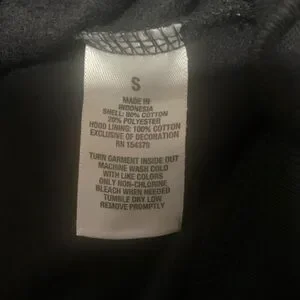 S
MADE IN
INDONESIA
SHELL: 80% COTTON
20% POLYESTER
HOOD LINING: 100% COTTON
EXCLUSIVE OF DECORATION
RN 154379
TURN GARMENT INSIDE OUT
MACHINE WASH COLD
WITH LIKE COLORS
ONLY NON-CHLORINE
BLEACH WHEN NEEDED
TUMBLE DRY LOW
REMOVE PROMPTLY